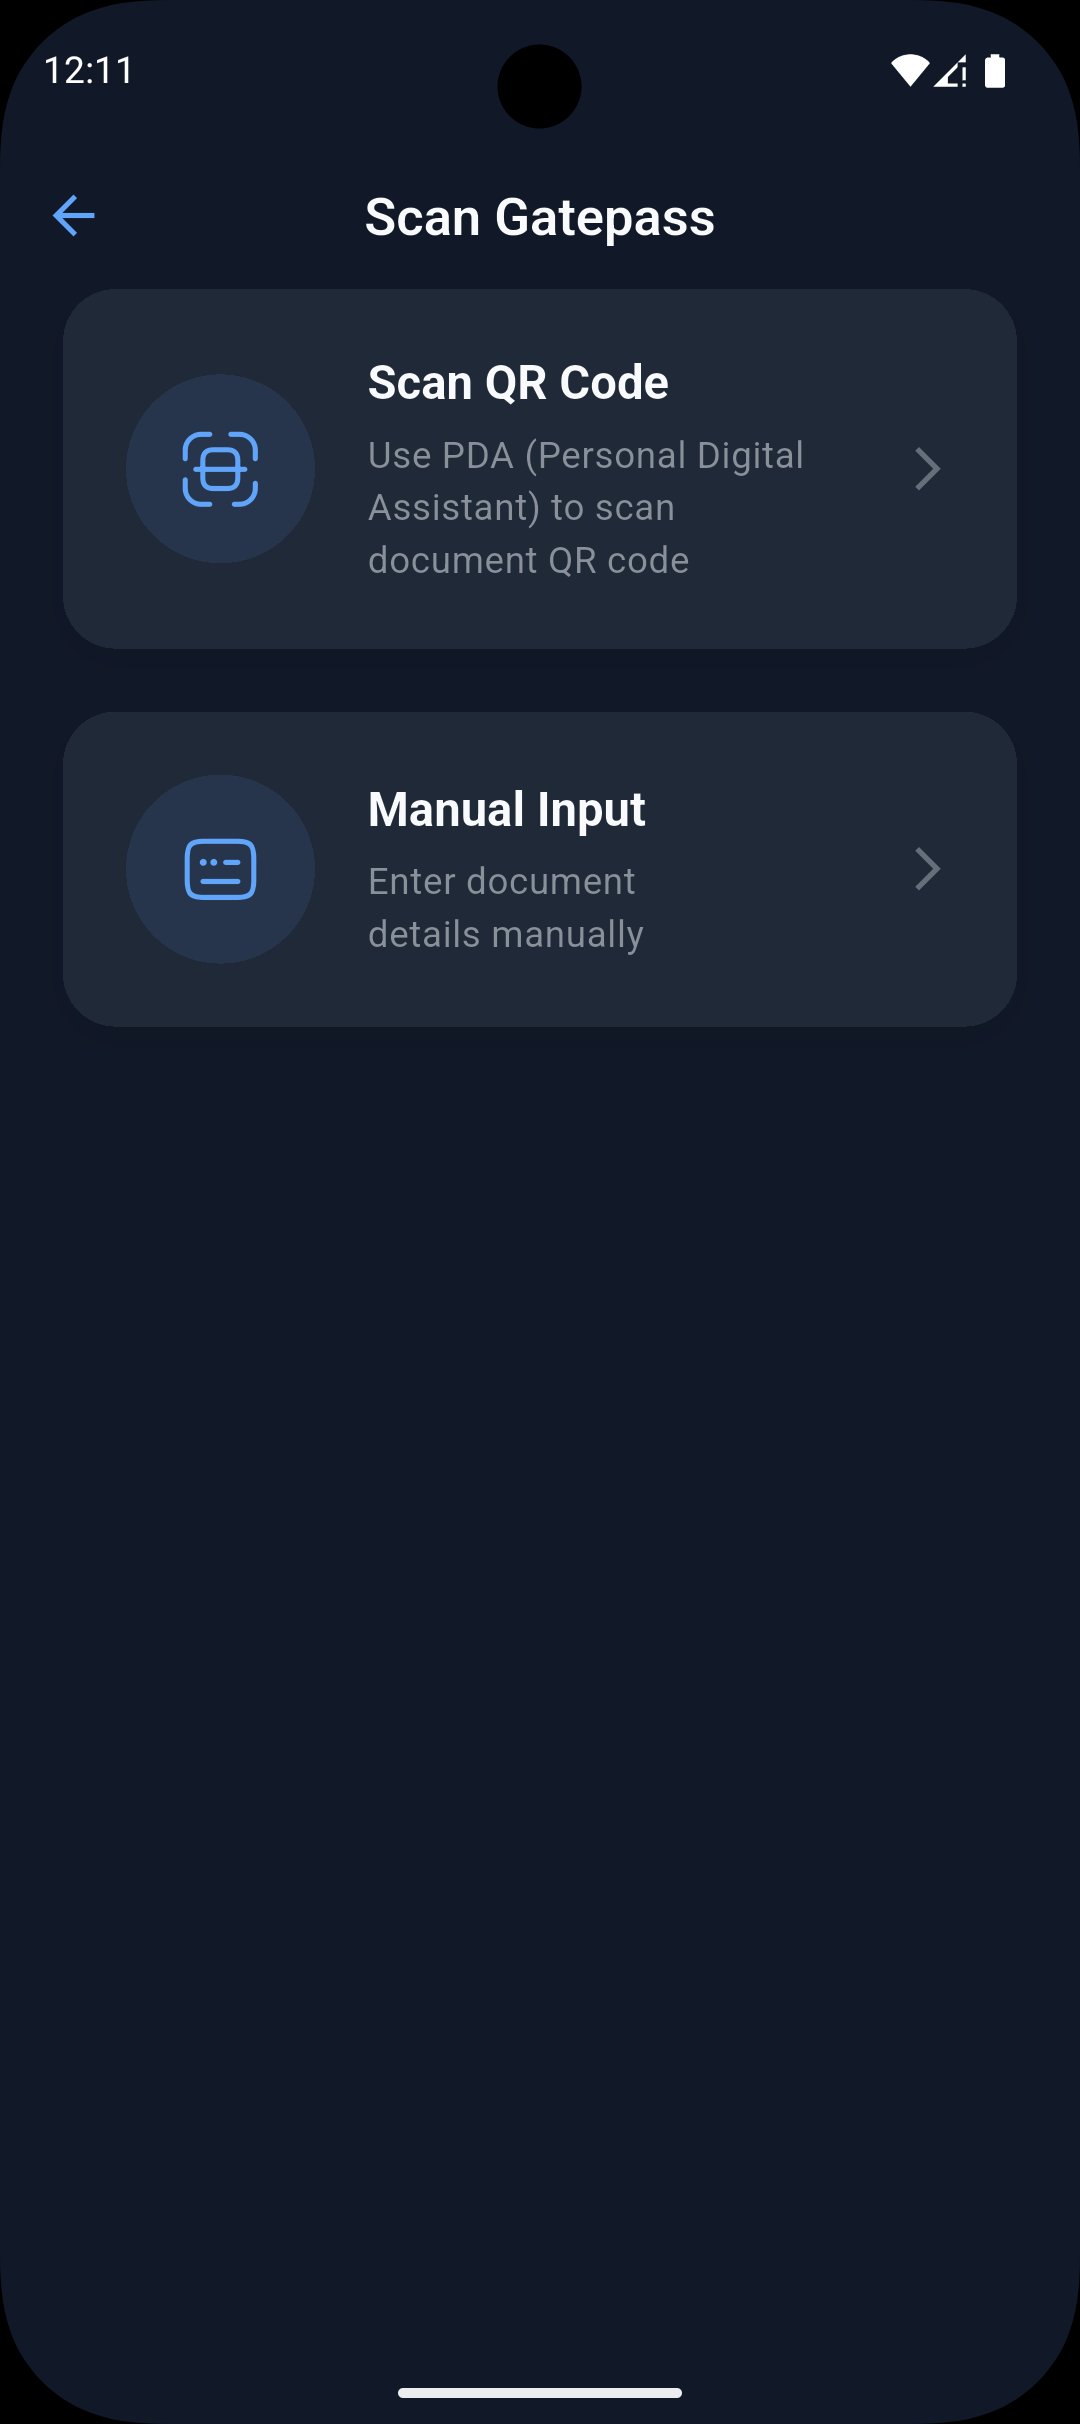 12:11
Scan Gatepass
Scan QR Code
Use PDA (Personal Digital
Assistant) to scan
document QR code
Manual Input
Enter document
details manually